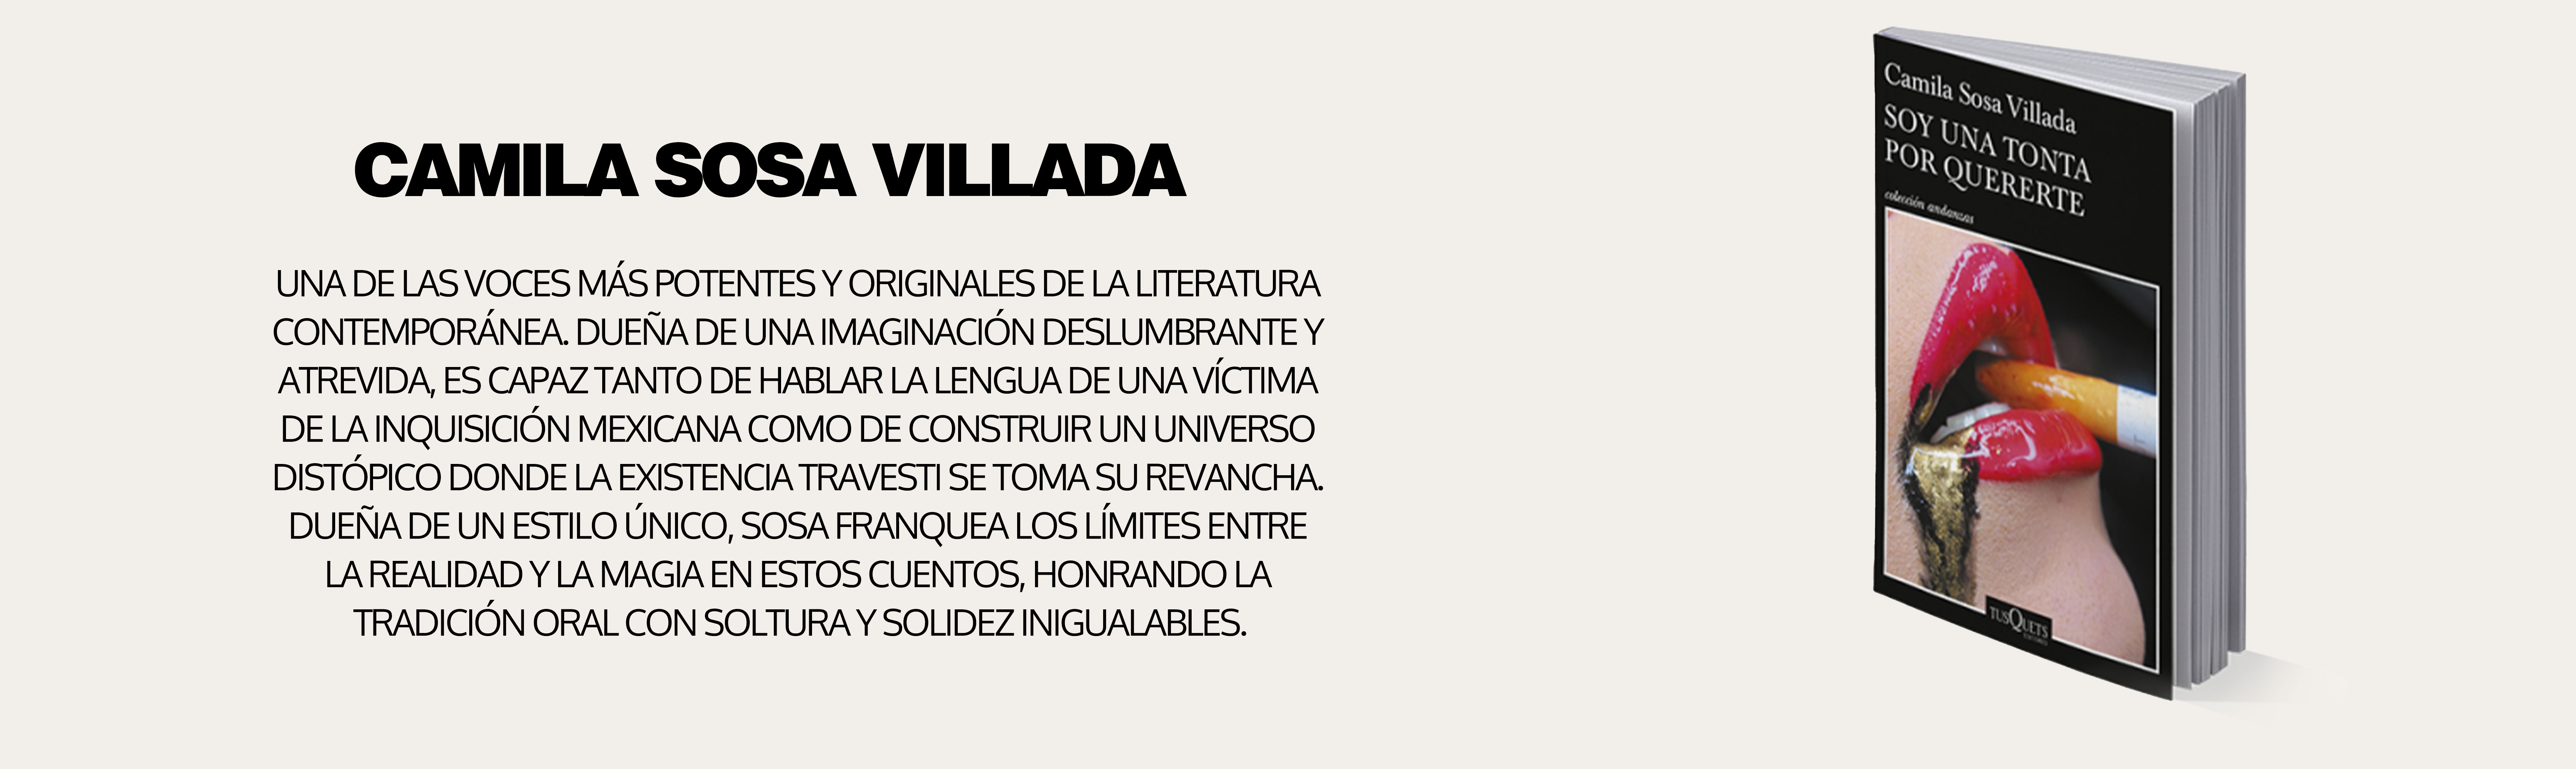 CAMILA SOSA VILLADA
UNA DE LAS VOCES MÁS POTENTES Y ORIGINALES DE LA LITERATURA
CONTEMPORÁNEA. DUEÑA DE UNA IMAGINACIÓN DESLUMBRANTE Y
ATREVIDA, ES CAPAZ TANTO DE HABLAR LA LENGUA DE UNA VÍCTIMA
DE LA INQUISICIÓN MEXICANA COMO DE CONSTRUIR UN UNIVERSO
DISTÓPICO DONDE LA EXISTENCIA TRAVESTI SE TOMA SU REVANCHA.
DUEÑA DE UN ESTILO ÚNICO, SOSA FRANQUEA LOS LÍMITES ENTRE
LA REALIDAD Y LA MAGIA EN ESTOS CUENTOS, HONRANDO LA
TRADICIÓN ORAL CON SOLTURA Y SOLIDEZ INIGUALABLES.
Camila Sosa Villada
SOY UNA TONTA
POR QUERERTE
colección andanzas
TUSQUETS
EDITORES